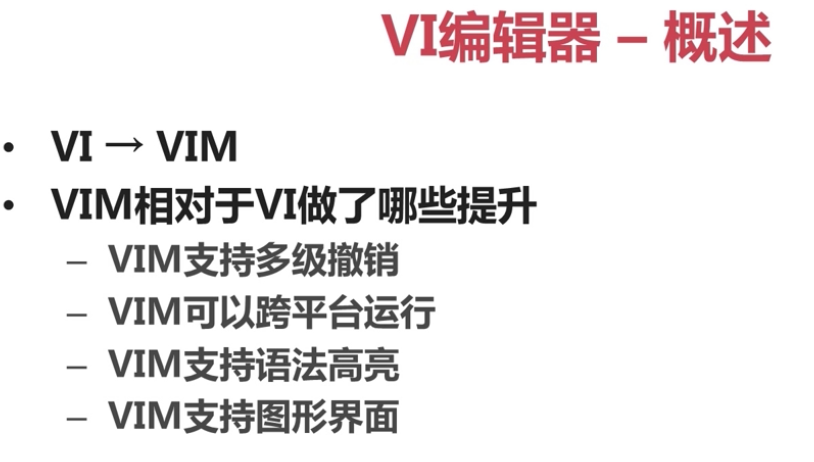 VI编辑器 – 概述
• VI → VIM
• VIM相对于VI做了哪些提升
– VIM支持多级撤销
– VIM可以跨平台运行
– VIM支持语法高亮
– VIM支持图形界面